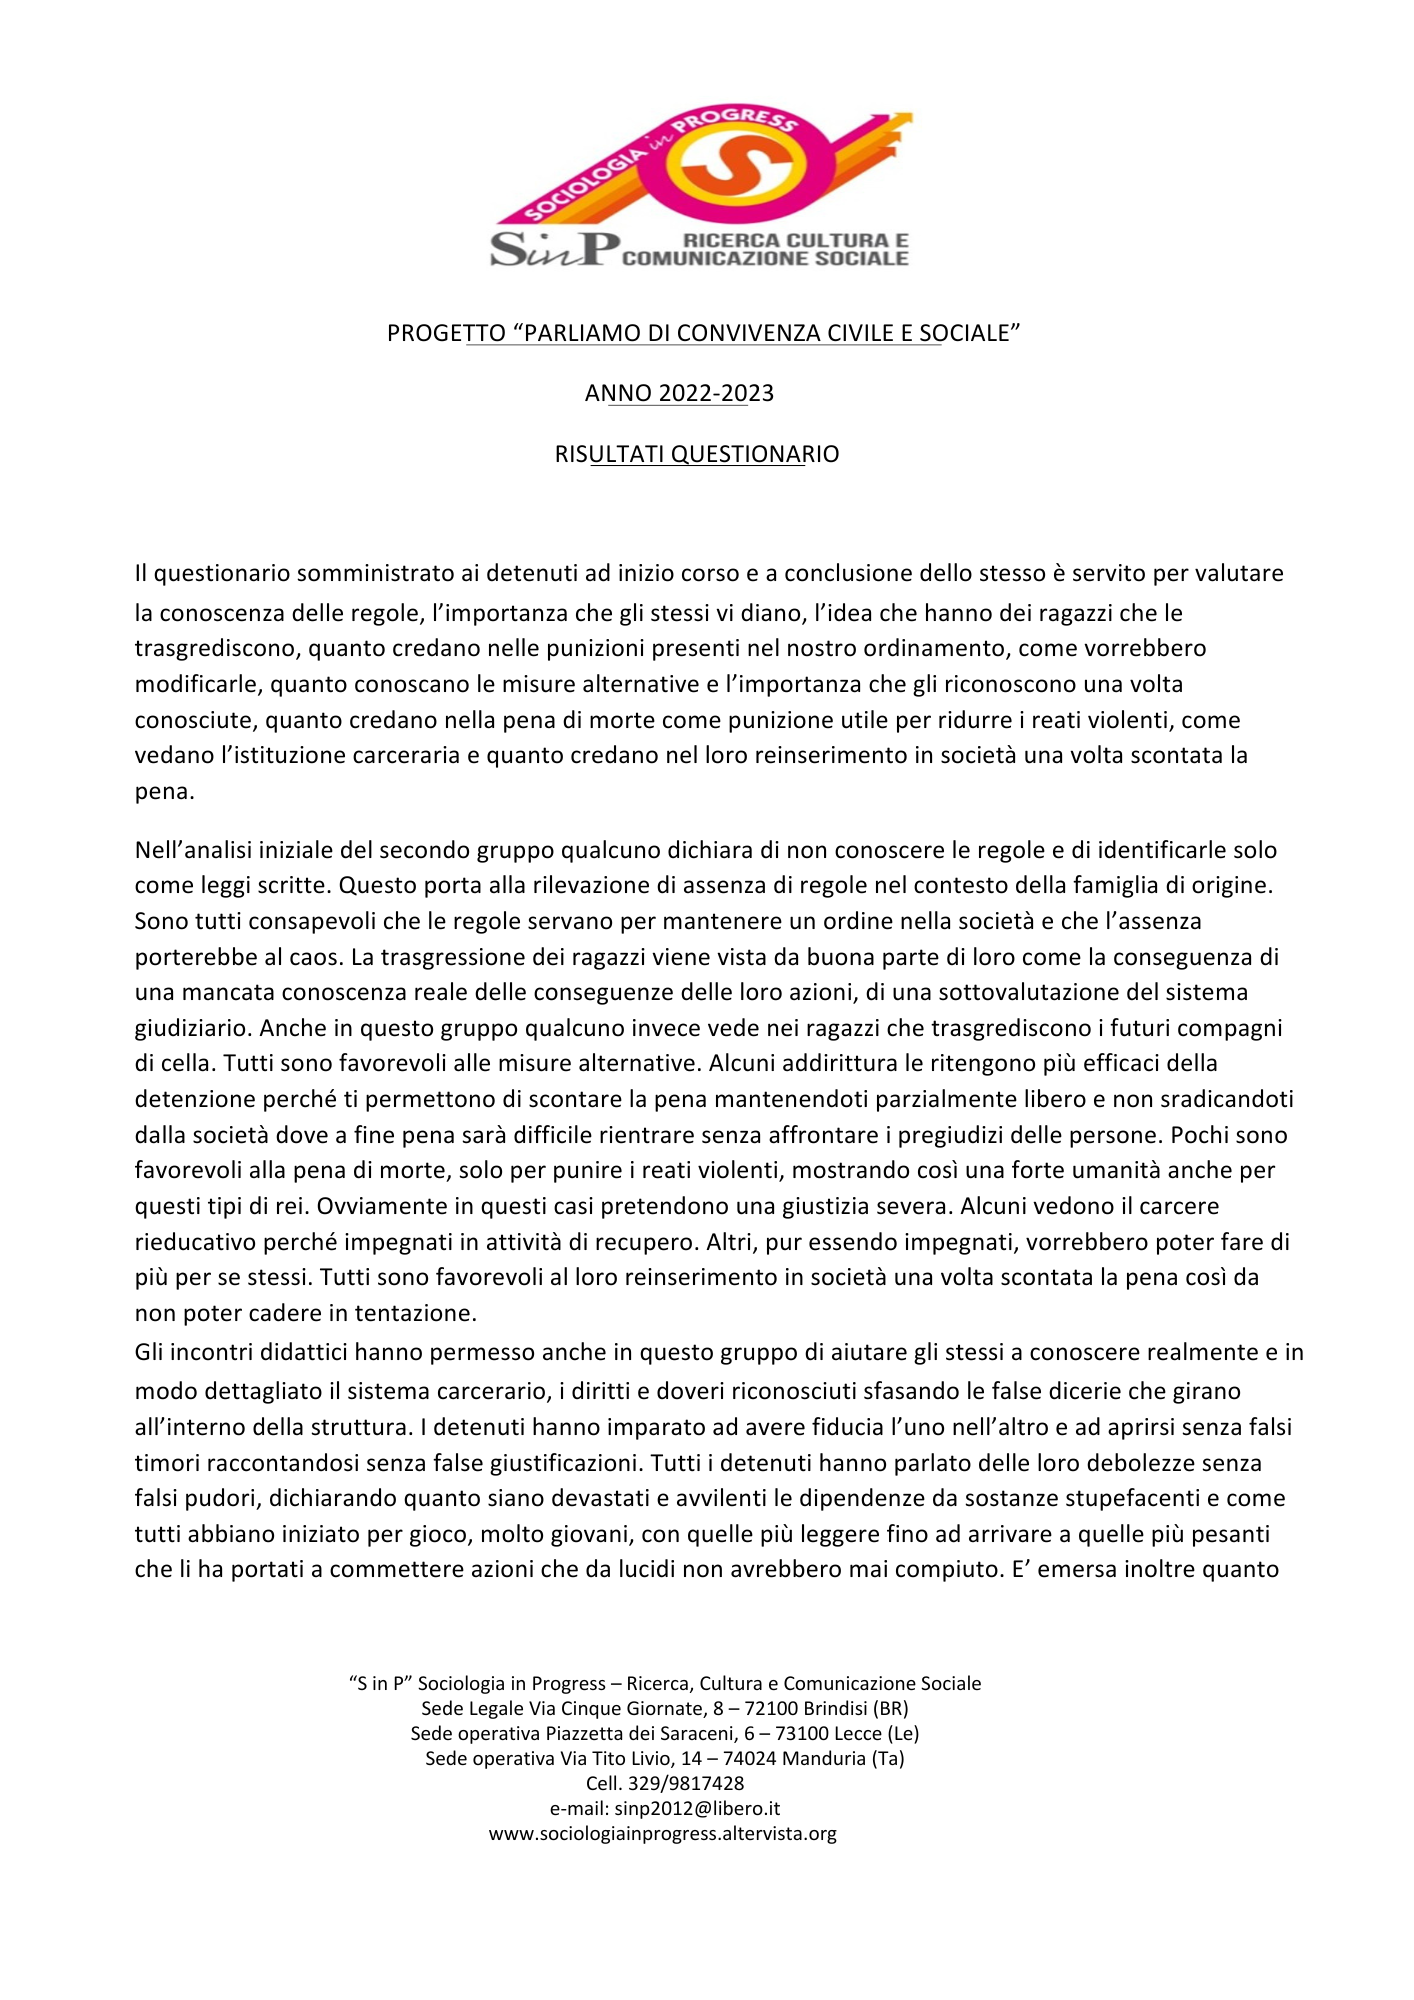 SOCIOLOGIA in PROGRESS
S
SinP RICERCA CULTURA E
COMUNICAZIONE SOCIALE
PROGETTO “PARLIAMO DI CONVIVENZA CIVILE E SOCIALE”
ANNO 2022-2023
RISULTATI QUESTIONARIO
Il questionario somministrato ai detenuti ad inizio corso e a conclusione dello stesso è servito per valutare
la conoscenza delle regole, l’importanza che gli stessi vi diano, l’idea che hanno dei ragazzi che le
trasgrediscono, quanto credano nelle punizioni presenti nel nostro ordinamento, come vorrebbero
modificarle, quanto conoscano le misure alternative e l’importanza che gli riconoscono una volta
conosciute, quanto credano nella pena di morte come punizione utile per ridurre i reati violenti, come
vedano l’istituzione carceraria e quanto credano nel loro reinserimento in società una volta scontata la
pena.
Nell’analisi iniziale del secondo gruppo qualcuno dichiara di non conoscere le regole e di identificarle solo
come leggi scritte. Questo porta alla rilevazione di assenza di regole nel contesto della famiglia di origine.
Sono tutti consapevoli che le regole servano per mantenere un ordine nella società e che l’assenza
porterebbe al caos. La trasgressione dei ragazzi viene vista da buona parte di loro come la conseguenza di
una mancata conoscenza reale delle conseguenze delle loro azioni, di una sottovalutazione del sistema
giudiziario. Anche in questo gruppo qualcuno invece vede nei ragazzi che trasgrediscono i futuri compagni
di cella. Tutti sono favorevoli alle misure alternative. Alcuni addirittura le ritengono più efficaci della
detenzione perché ti permettono di scontare la pena mantenendoti parzialmente libero e non sradicandoti
dalla società dove a fine pena sarà difficile rientrare senza affrontare i pregiudizi delle persone. Pochi sono
favorevoli alla pena di morte, solo per punire i reati violenti, mostrando così una forte umanità anche per
questi tipi di rei. Ovviamente in questi casi pretendono una giustizia severa. Alcuni vedono il carcere
rieducativo perché impegnati in attività di recupero. Altri, pur essendo impegnati, vorrebbero poter fare di
più per se stessi. Tutti sono favorevoli al loro reinserimento in società una volta scontata la pena così da
non poter cadere in tentazione.
Gli incontri didattici hanno permesso anche in questo gruppo di aiutare gli stessi a conoscere realmente e in
modo dettagliato il sistema carcerario, i diritti e doveri riconosciuti sfasando le false dicerie che girano
all’interno della struttura. I detenuti hanno imparato ad avere fiducia l’uno nell’altro e ad aprirsi senza falsi
timori raccontandosi senza false giustificazioni. Tutti i detenuti hanno parlato delle loro debolezze senza
falsi pudori, dichiarando quanto siano devastati e avvilenti le dipendenze da sostanze stupefacenti e come
tutti abbiano iniziato per gioco, molto giovani, con quelle più leggere fino ad arrivare a quelle più pesanti
che li ha portati a commettere azioni che da lucidi non avrebbero mai compiuto. E’ emersa inoltre quanto
“S in P” Sociologia in Progress – Ricerca, Cultura e Comunicazione Sociale
Sede Legale Via Cinque Giornate, 8 – 72100 Brindisi (BR)
Sede operativa Piazzetta dei Saraceni, 6 – 73100 Lecce (Le)
Sede operativa Via Tito Livio, 14 – 74024 Manduria (Ta)
Cell. 329/9817428
e-mail: sinp2012@libero.it
www.sociologiainprogress.altervista.org